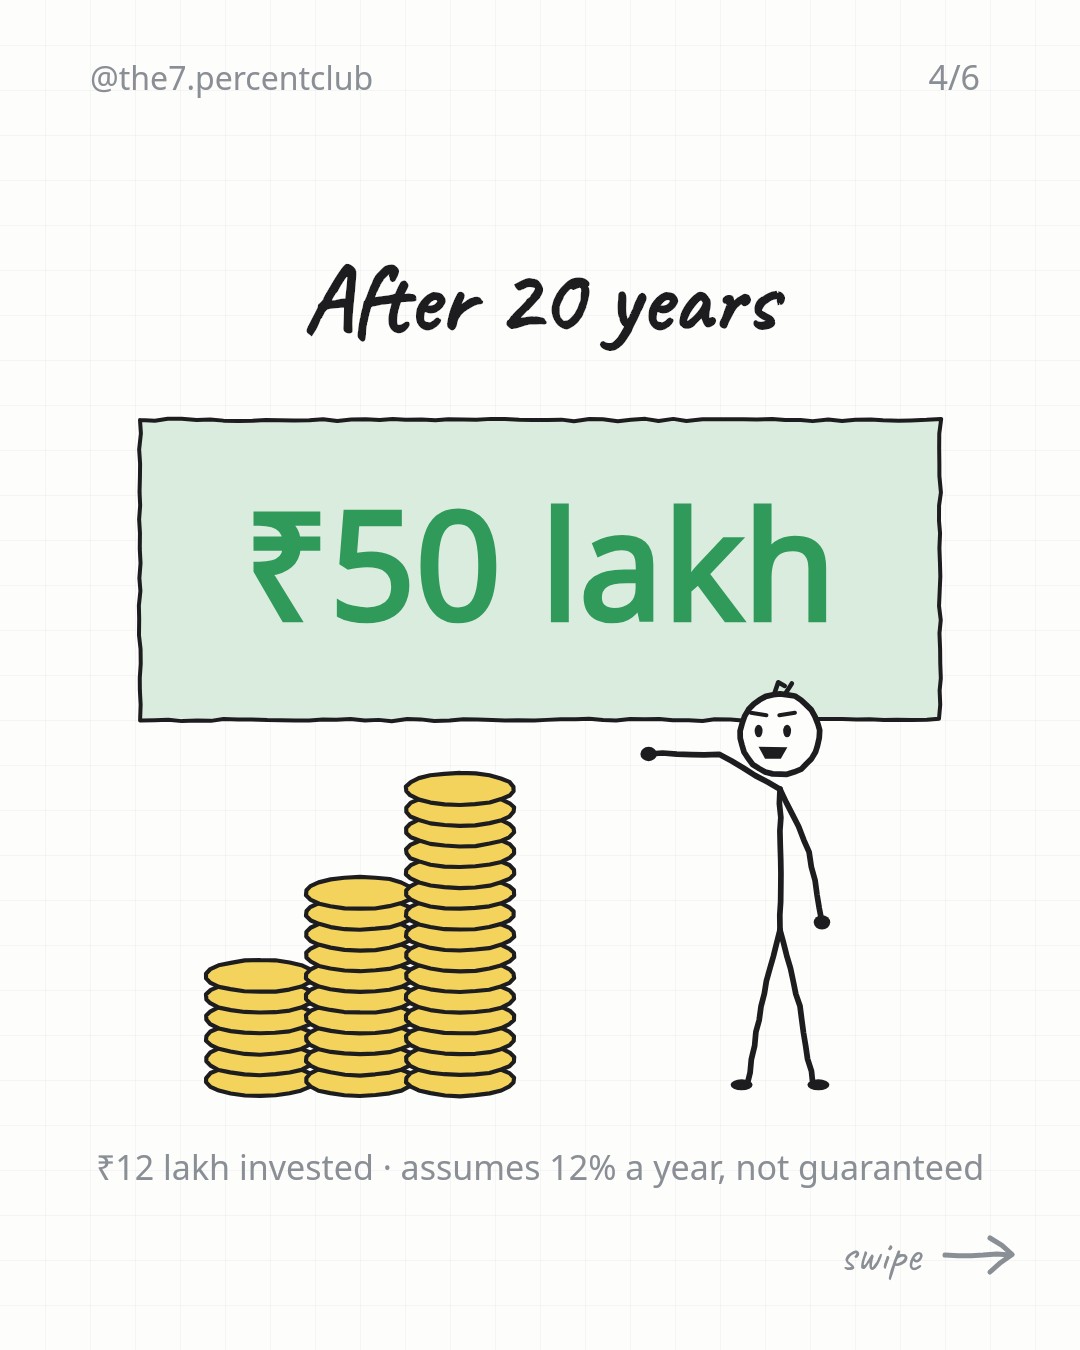 @the7.percentclub
4/6
After 20 years
₹50 lakh
₹12 lakh invested · assumes 12% a year, not guaranteed
swipe